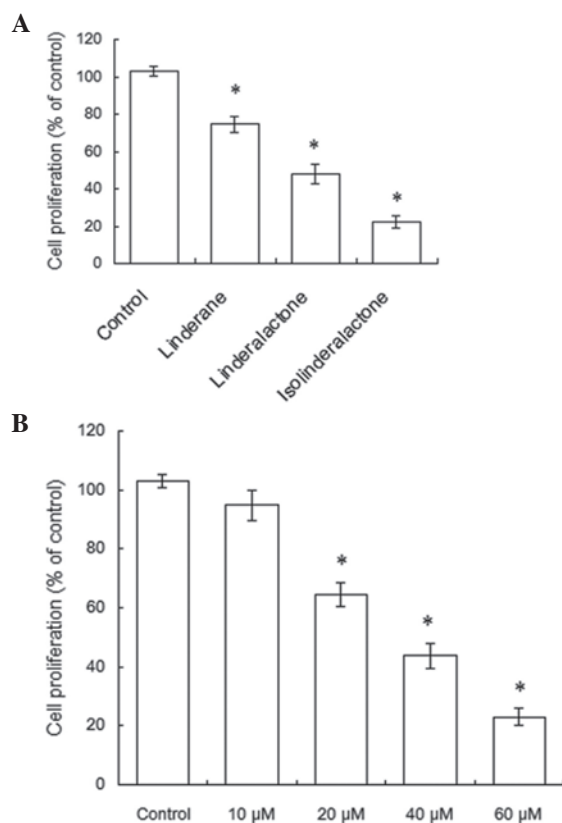 A
Cell proliferation (% of control)
120
100
80
60
40
20
0
*
*
*
Control
Linderane
Linderalactone
Isolinderalactone
B
Cell proliferation (% of control)
120
100
80
60
40
20
0
*
*
*
Control 10 µM 20 µM 40 µM 60 µM